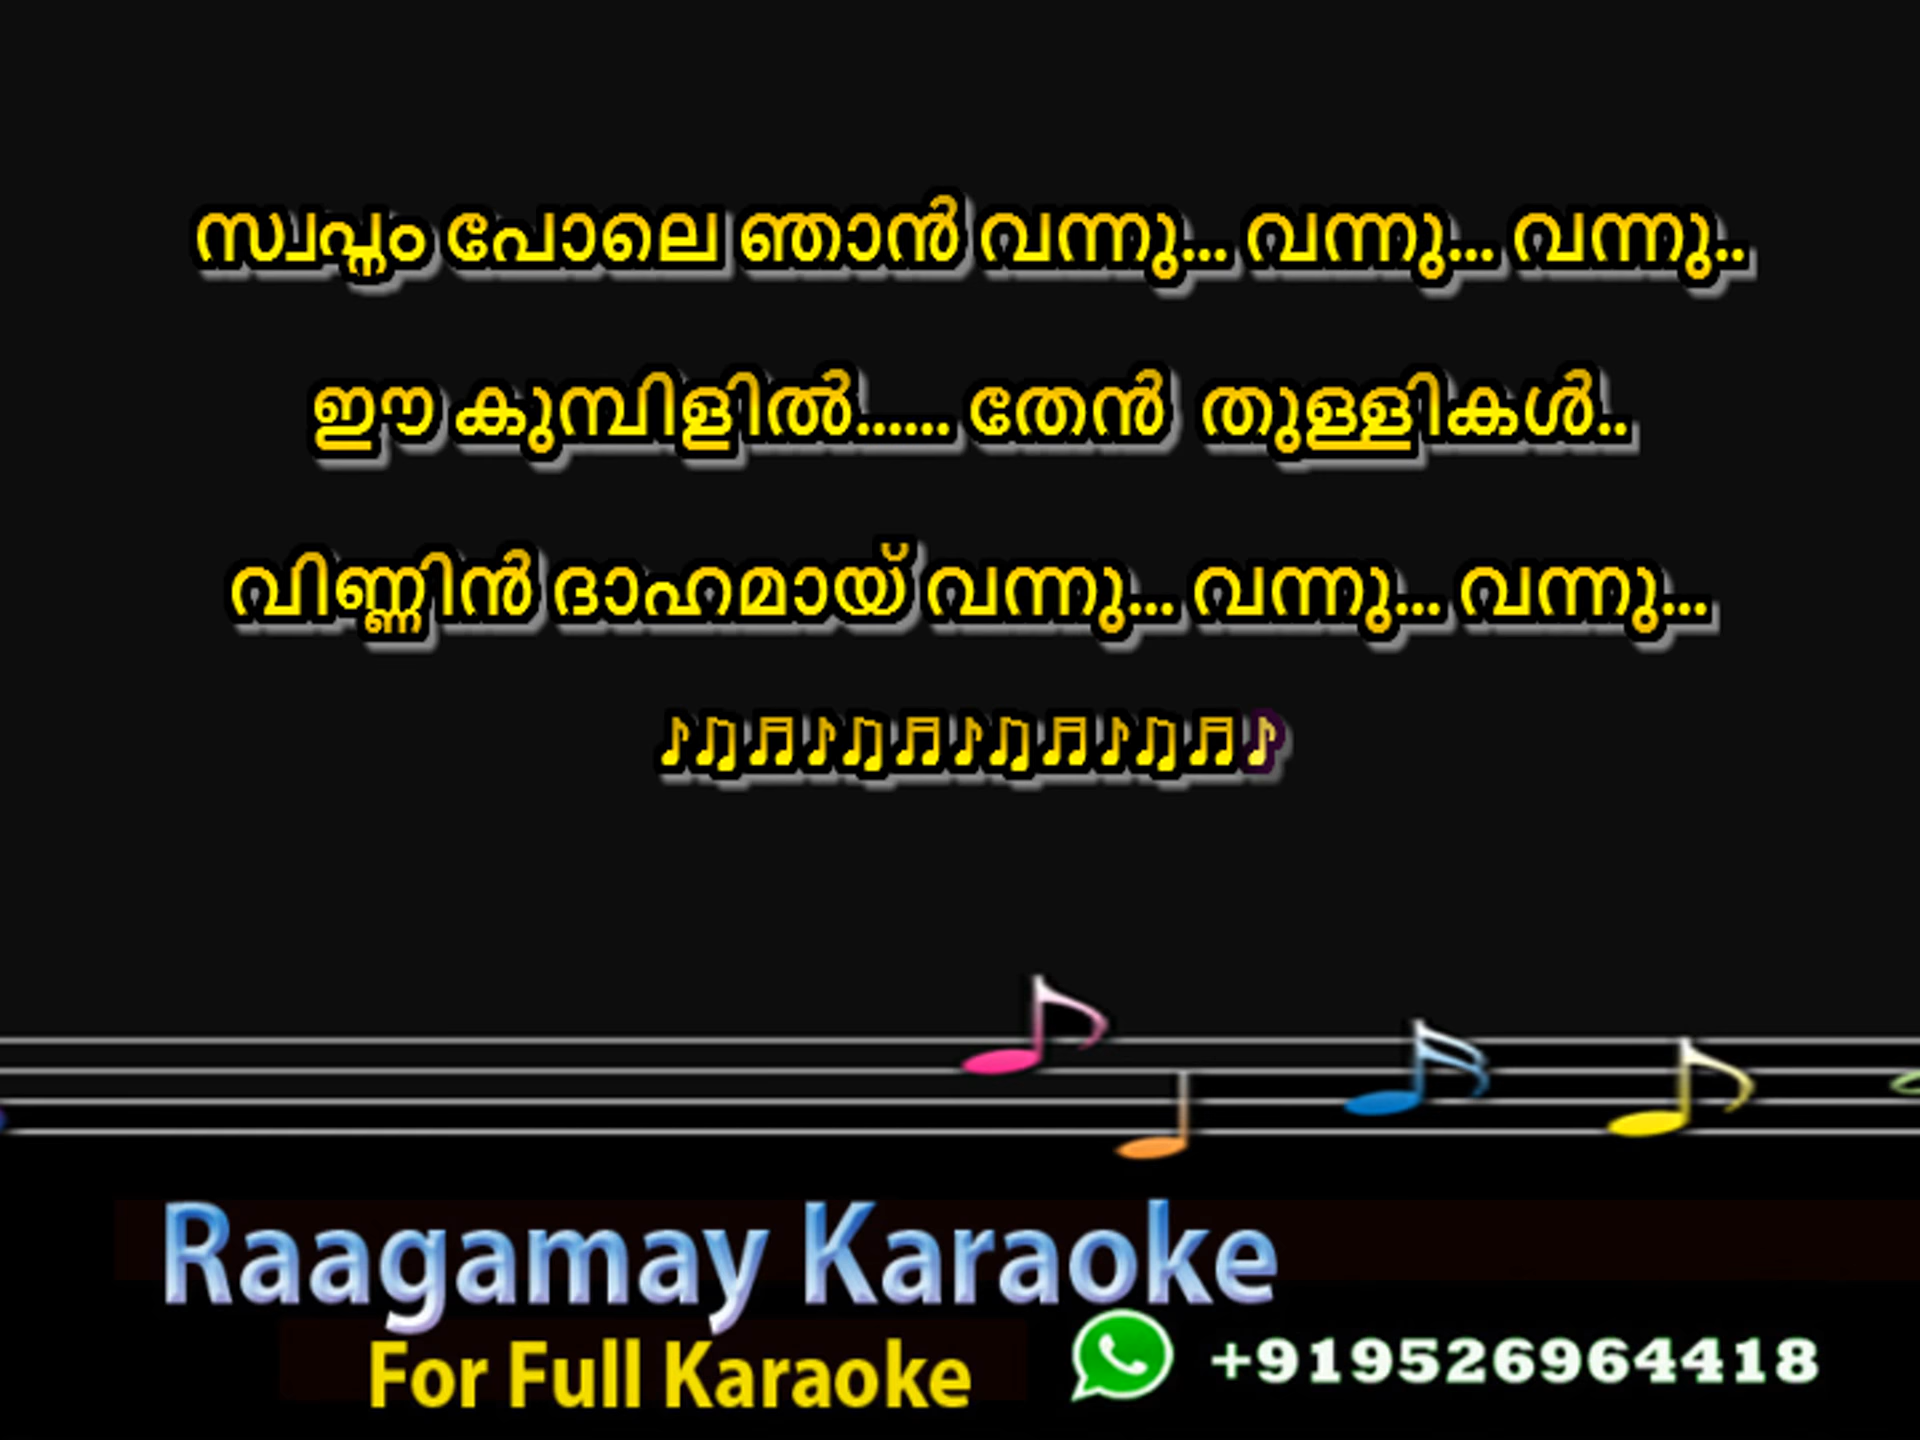 സ്വപ്നം പോലെ ഞാൻ വന്നു... വന്നു... വന്നു..
ഈ കുമ്പിളിൽ...... തേൻ തുള്ളികൾ..
വിണ്ണിൻ ദാഹമായ് വന്നു... വന്നു... വന്നു...
♪♫♬♪♫♬♪♫♬♪♫♬♪
Raagamay Karaoke
For Full Karaoke +919526964418